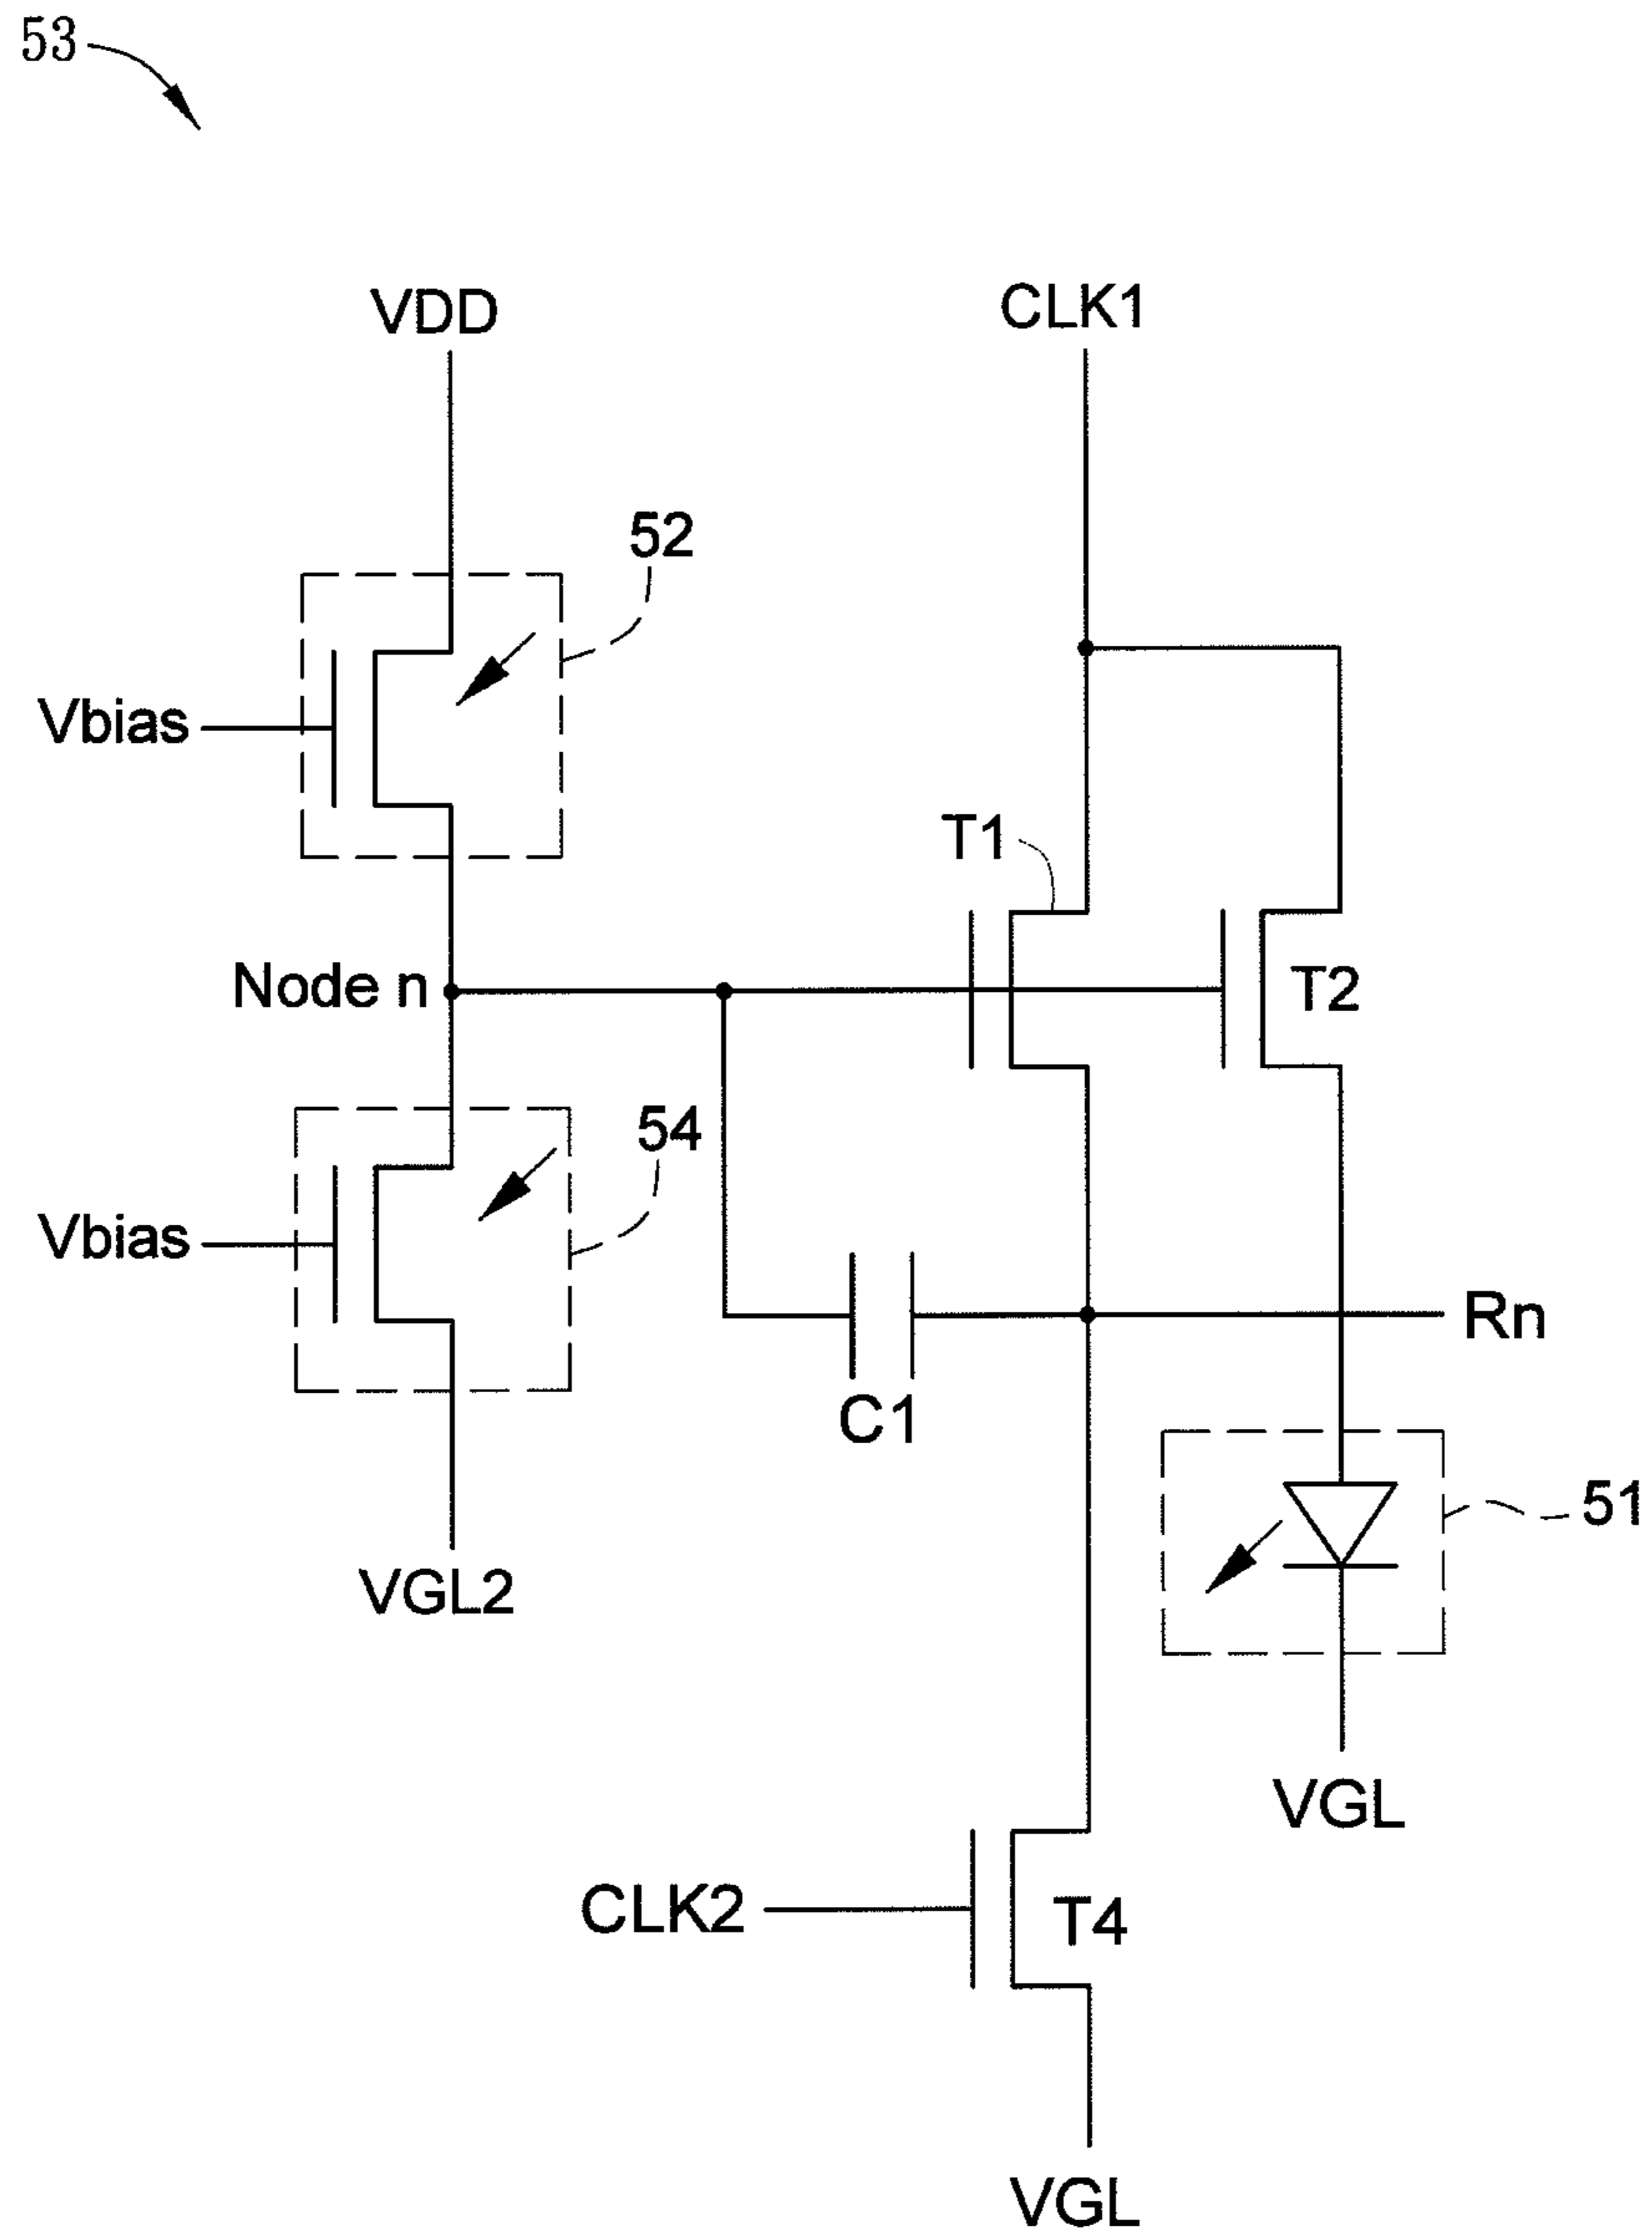 53
VDD
CLK1
52
Vbias
T1
Node n
T2
54
Vbias
Rn
C1
51
VGL2
VGL
CLK2
T4
VGL